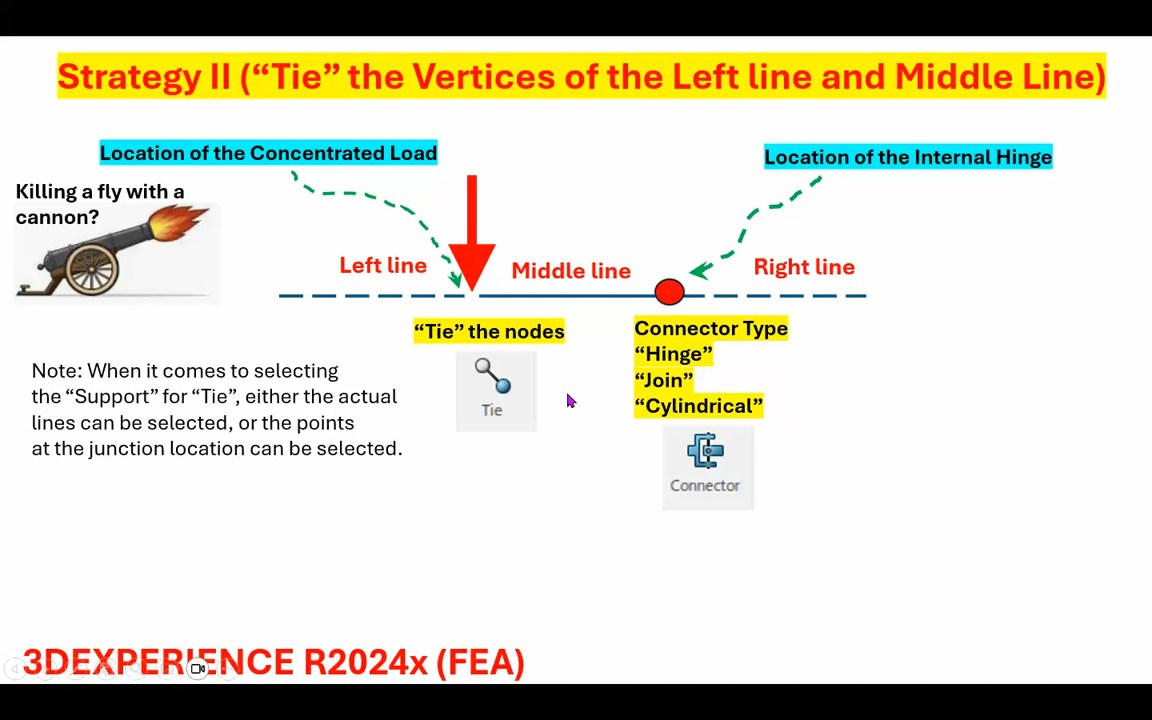 Strategy II (“Tie” the Vertices of the Left line and Middle Line)
Location of the Concentrated Load
Location of the Internal Hinge
Killing a fly with a
cannon?
Left line
Middle line
Right line
“Tie” the nodes
Tie
Connector Type
“Hinge”
“Join”
“Cylindrical”
Connector
Note: When it comes to selecting
the “Support” for “Tie”, either the actual
lines can be selected, or the points
at the junction location can be selected.
3DEXPERIENCE R2024x (FEA)